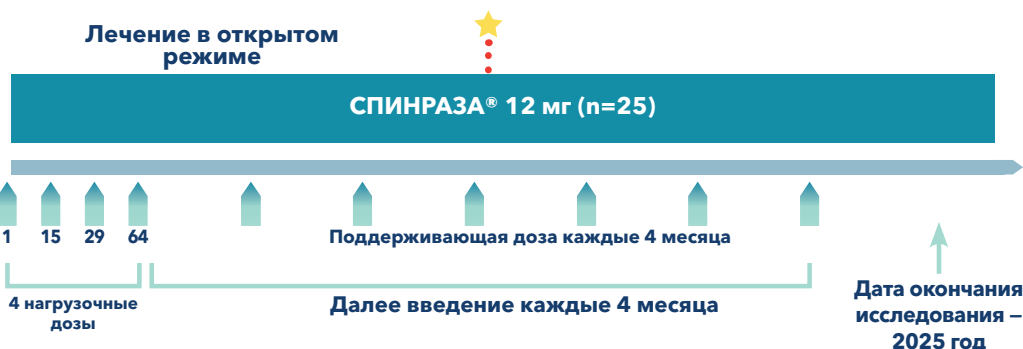 Лечение в открытом
режиме
СПИНРАЗА® 12 мг (n=25)
1 15 29 64
Поддерживающая доза каждые 4 месяца
4 нагрузочные
дозы
Далее введение каждые 4 месяца
Дата окончания
исследования –
2025 год